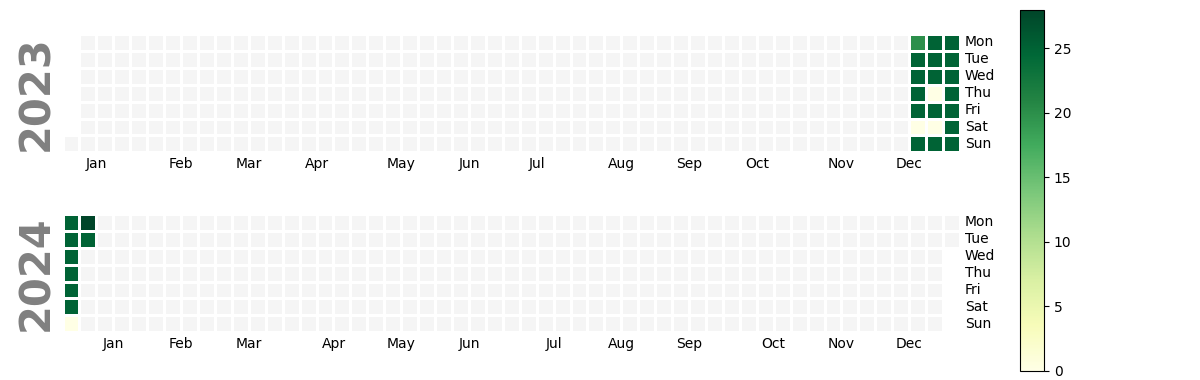 2023
Mon
Tue
Wed
Thu
Fri
Sat
Sun
Jan Feb Mar Apr May Jun Jul Aug Sep Oct Nov Dec
2024
Mon
Tue
Wed
Thu
Fri
Sat
Sun
Jan Feb Mar Apr May Jun Jul Aug Sep Oct Nov Dec
25
20
15
10
5
0